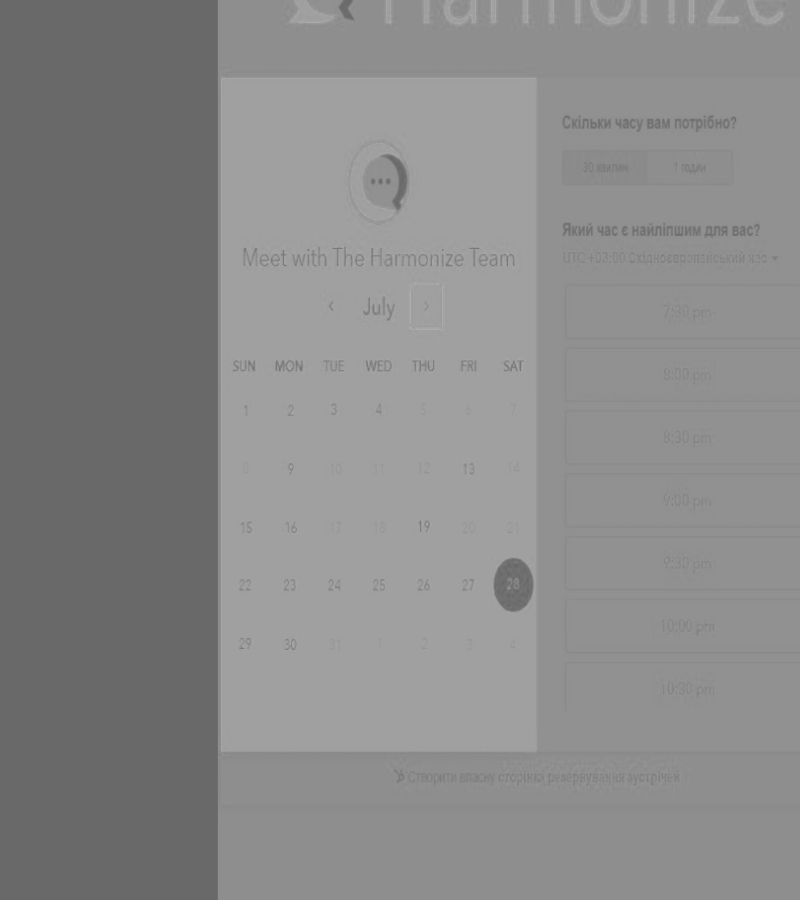 Harmonize
Meet with The Harmonize Team
July
SUN MON TUE WED THU FRI SAT
1 2 3 4 5 6 7
8 9 10 11 12 13 14
15 16 17 18 19 20 21
22 23 24 25 26 27 28
29 30 31 1 2 3 4
Скільки часу вам потрібно?
30 хвилин 1 годин
Який час є найліпшим для вас?
UTC +03:00 Східноєвропейський час
7:30 pm
8:00 pm
8:30 pm
9:00 pm
9:30 pm
10:00 pm
10:30 pm
Створити власну сторінку резервування зустрічей